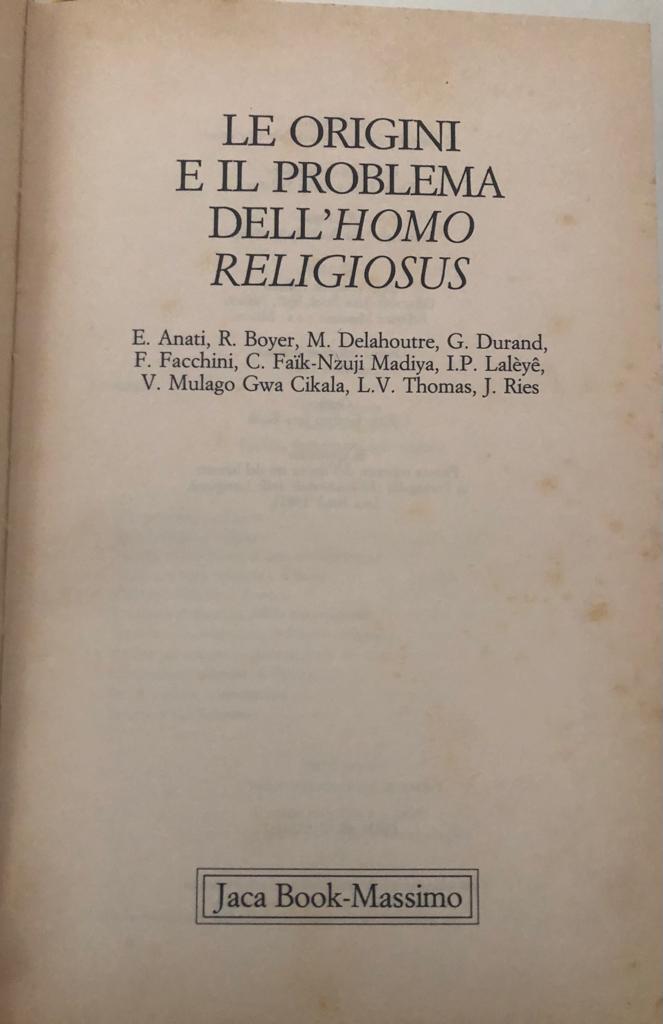 LE ORIGINI
E IL PROBLEMA
DELL'HOMO
RELIGIOSUS
E. Anati, R. Boyer, M. Delahoutre, G. Durand,
F. Facchini, C. Faïk-Nzuji Madiya, I.P. Lalèyê,
V. Mulago Gwa Cikala, L.V. Thomas, J. Ries
Jaca Book-Massimo